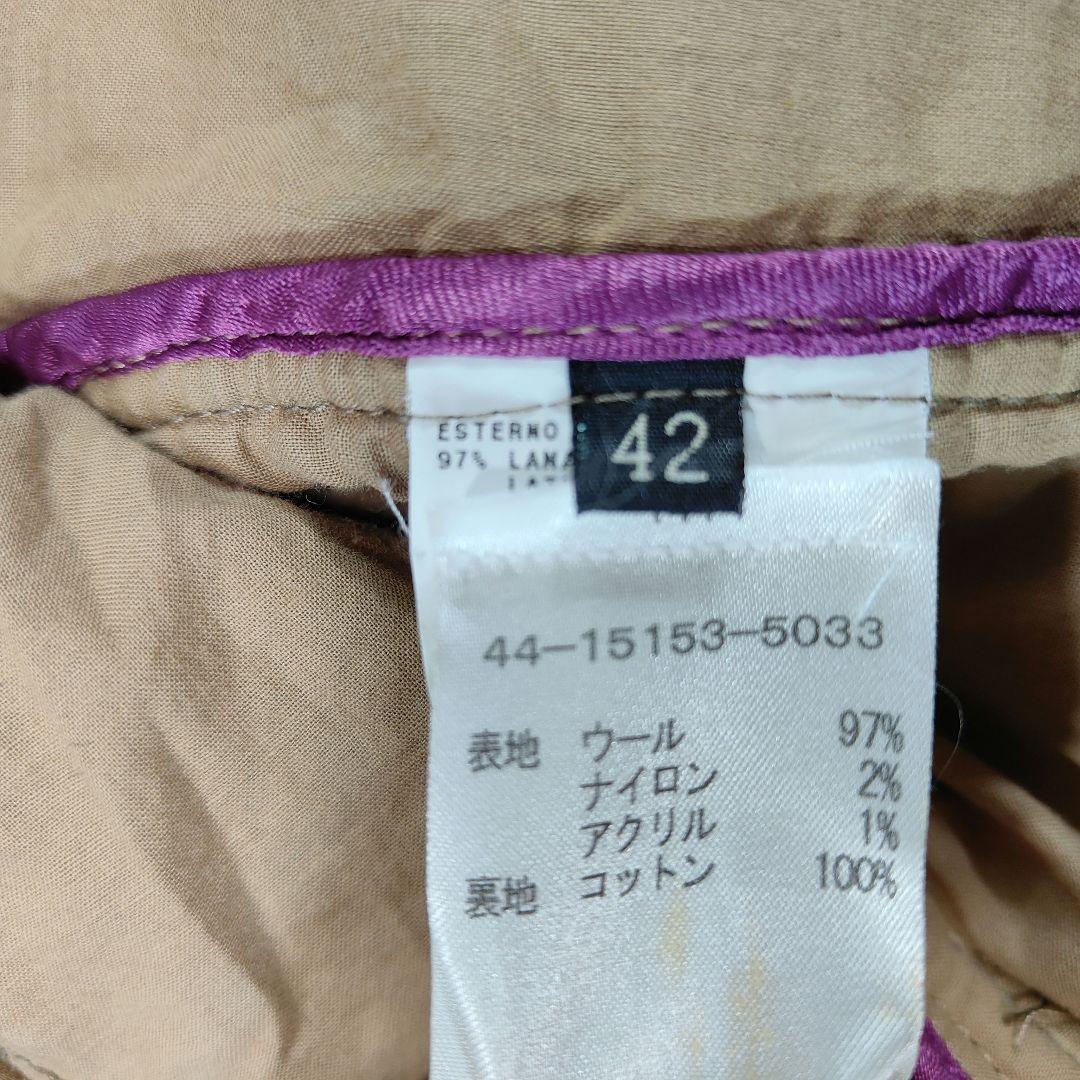 ESTERNO
97% LANA
42
44-15153-5033
表地 ウール 97%
ナイロン 2%
アクリル 1%
裏地 コットン 100%